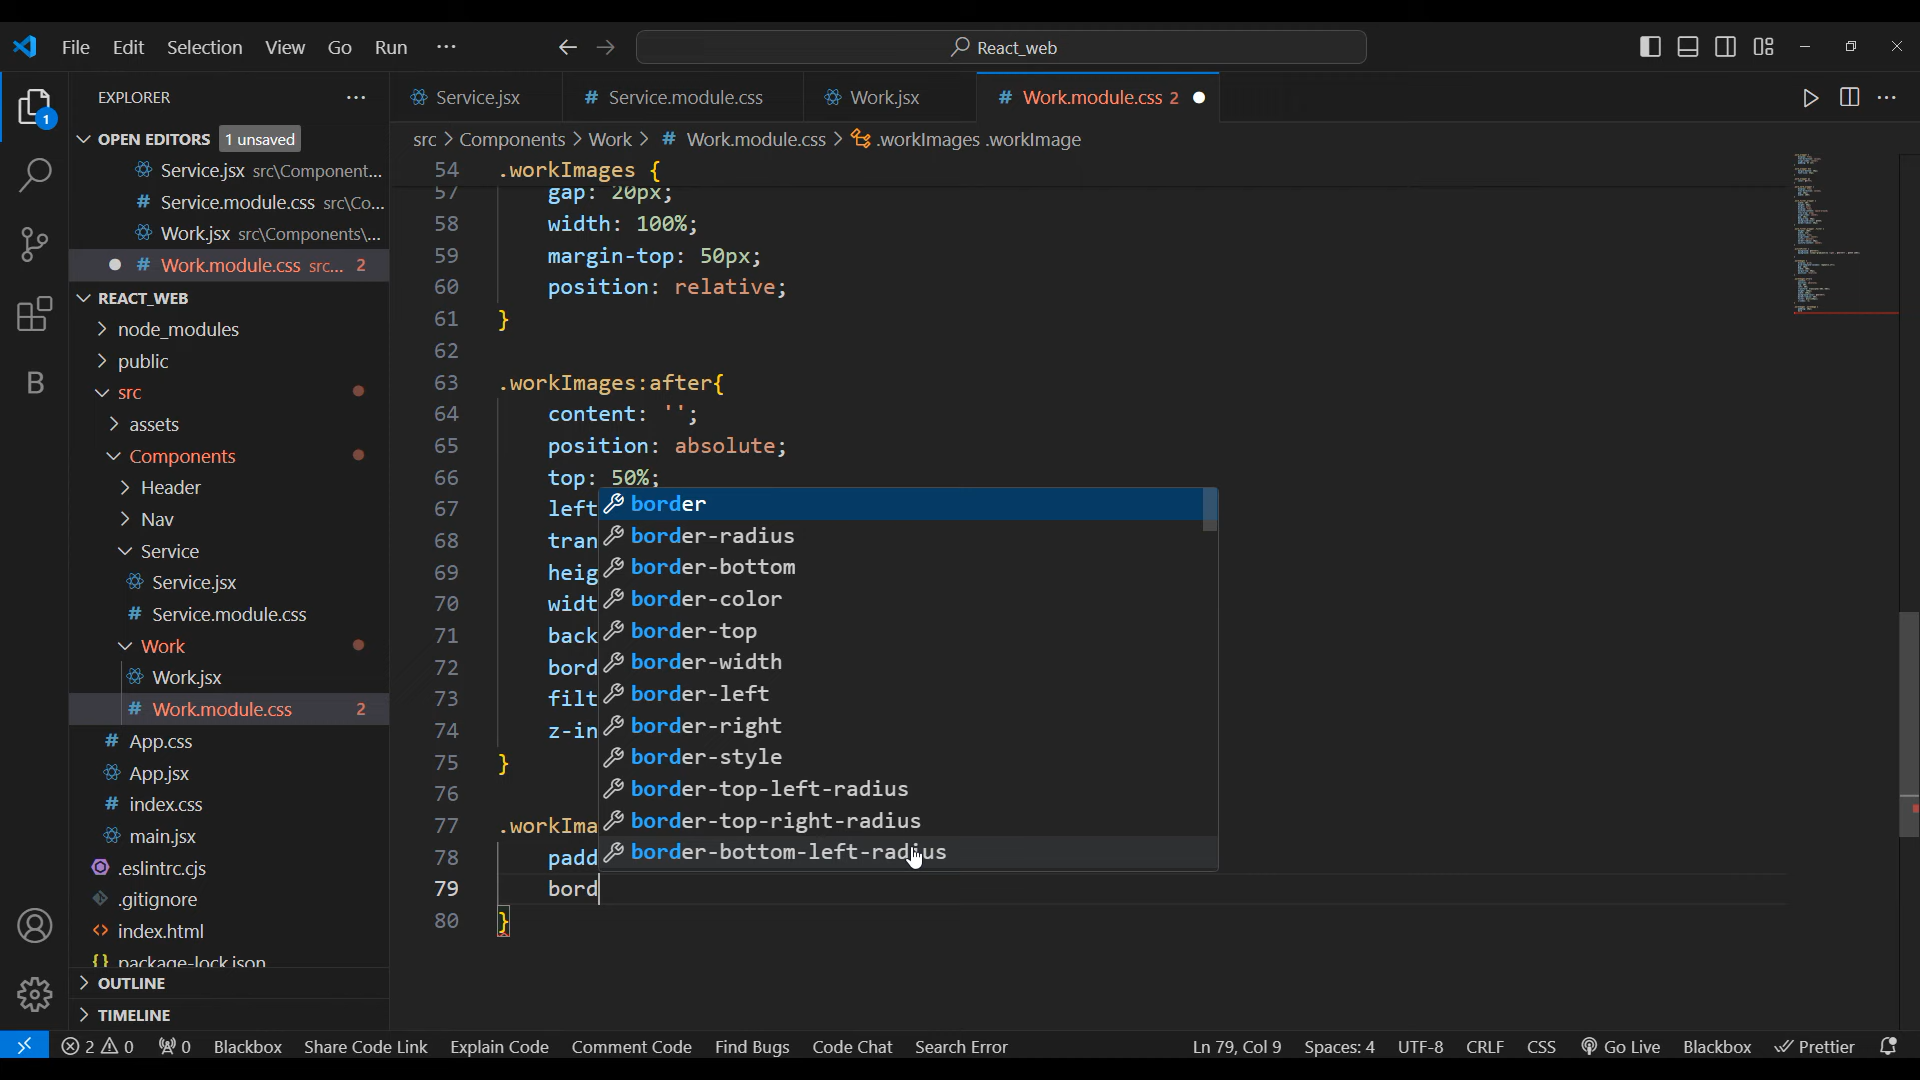 File Edit Selection View Go Run ··· React_web
EXPLORER ···
OPEN EDITORS 1 unsaved
Service.jsx src\Component...
# Service.module.css src\Co...
Work.jsx src\Components\...
# Work.module.css src... 2
REACT_WEB
node_modules
public
src
assets
Components
Header
Nav
Service
Service.jsx
# Service.module.css
Work
Work.jsx
# Work.module.css 2
# App.css
App.jsx
# index.css
main.jsx
.eslintrc.cjs
.gitignore
<> index.html
{} package-lock.json
OUTLINE
TIMELINE
Service.jsx # Service.module.css Work.jsx # Work.module.css 2
src > Components > Work > # Work.module.css > .workImages .workImage
54 .workImages {
57 gap: 20px;
58 width: 100%;
59 margin-top: 50px;
60 position: relative;
61 }
62
63 .workImages:after{
64 content: '';
65 position: absolute;
66 top: 50%;
67 left
68 tran
69 heig
70 widt
71 back
72 bord
73 filt
74 z-in
75 }
76
77 .workIma
78 padd
79 bord
80 }
border
border-radius
border-bottom
border-color
border-top
border-width
border-left
border-right
border-style
border-top-left-radius
border-top-right-radius
border-bottom-left-radius
1
B
2 0 0 Blackbox Share Code Link Explain Code Comment Code Find Bugs Code Chat Search Error Ln 79, Col 9 Spaces: 4 UTF-8 CRLF CSS Go Live Blackbox Prettier